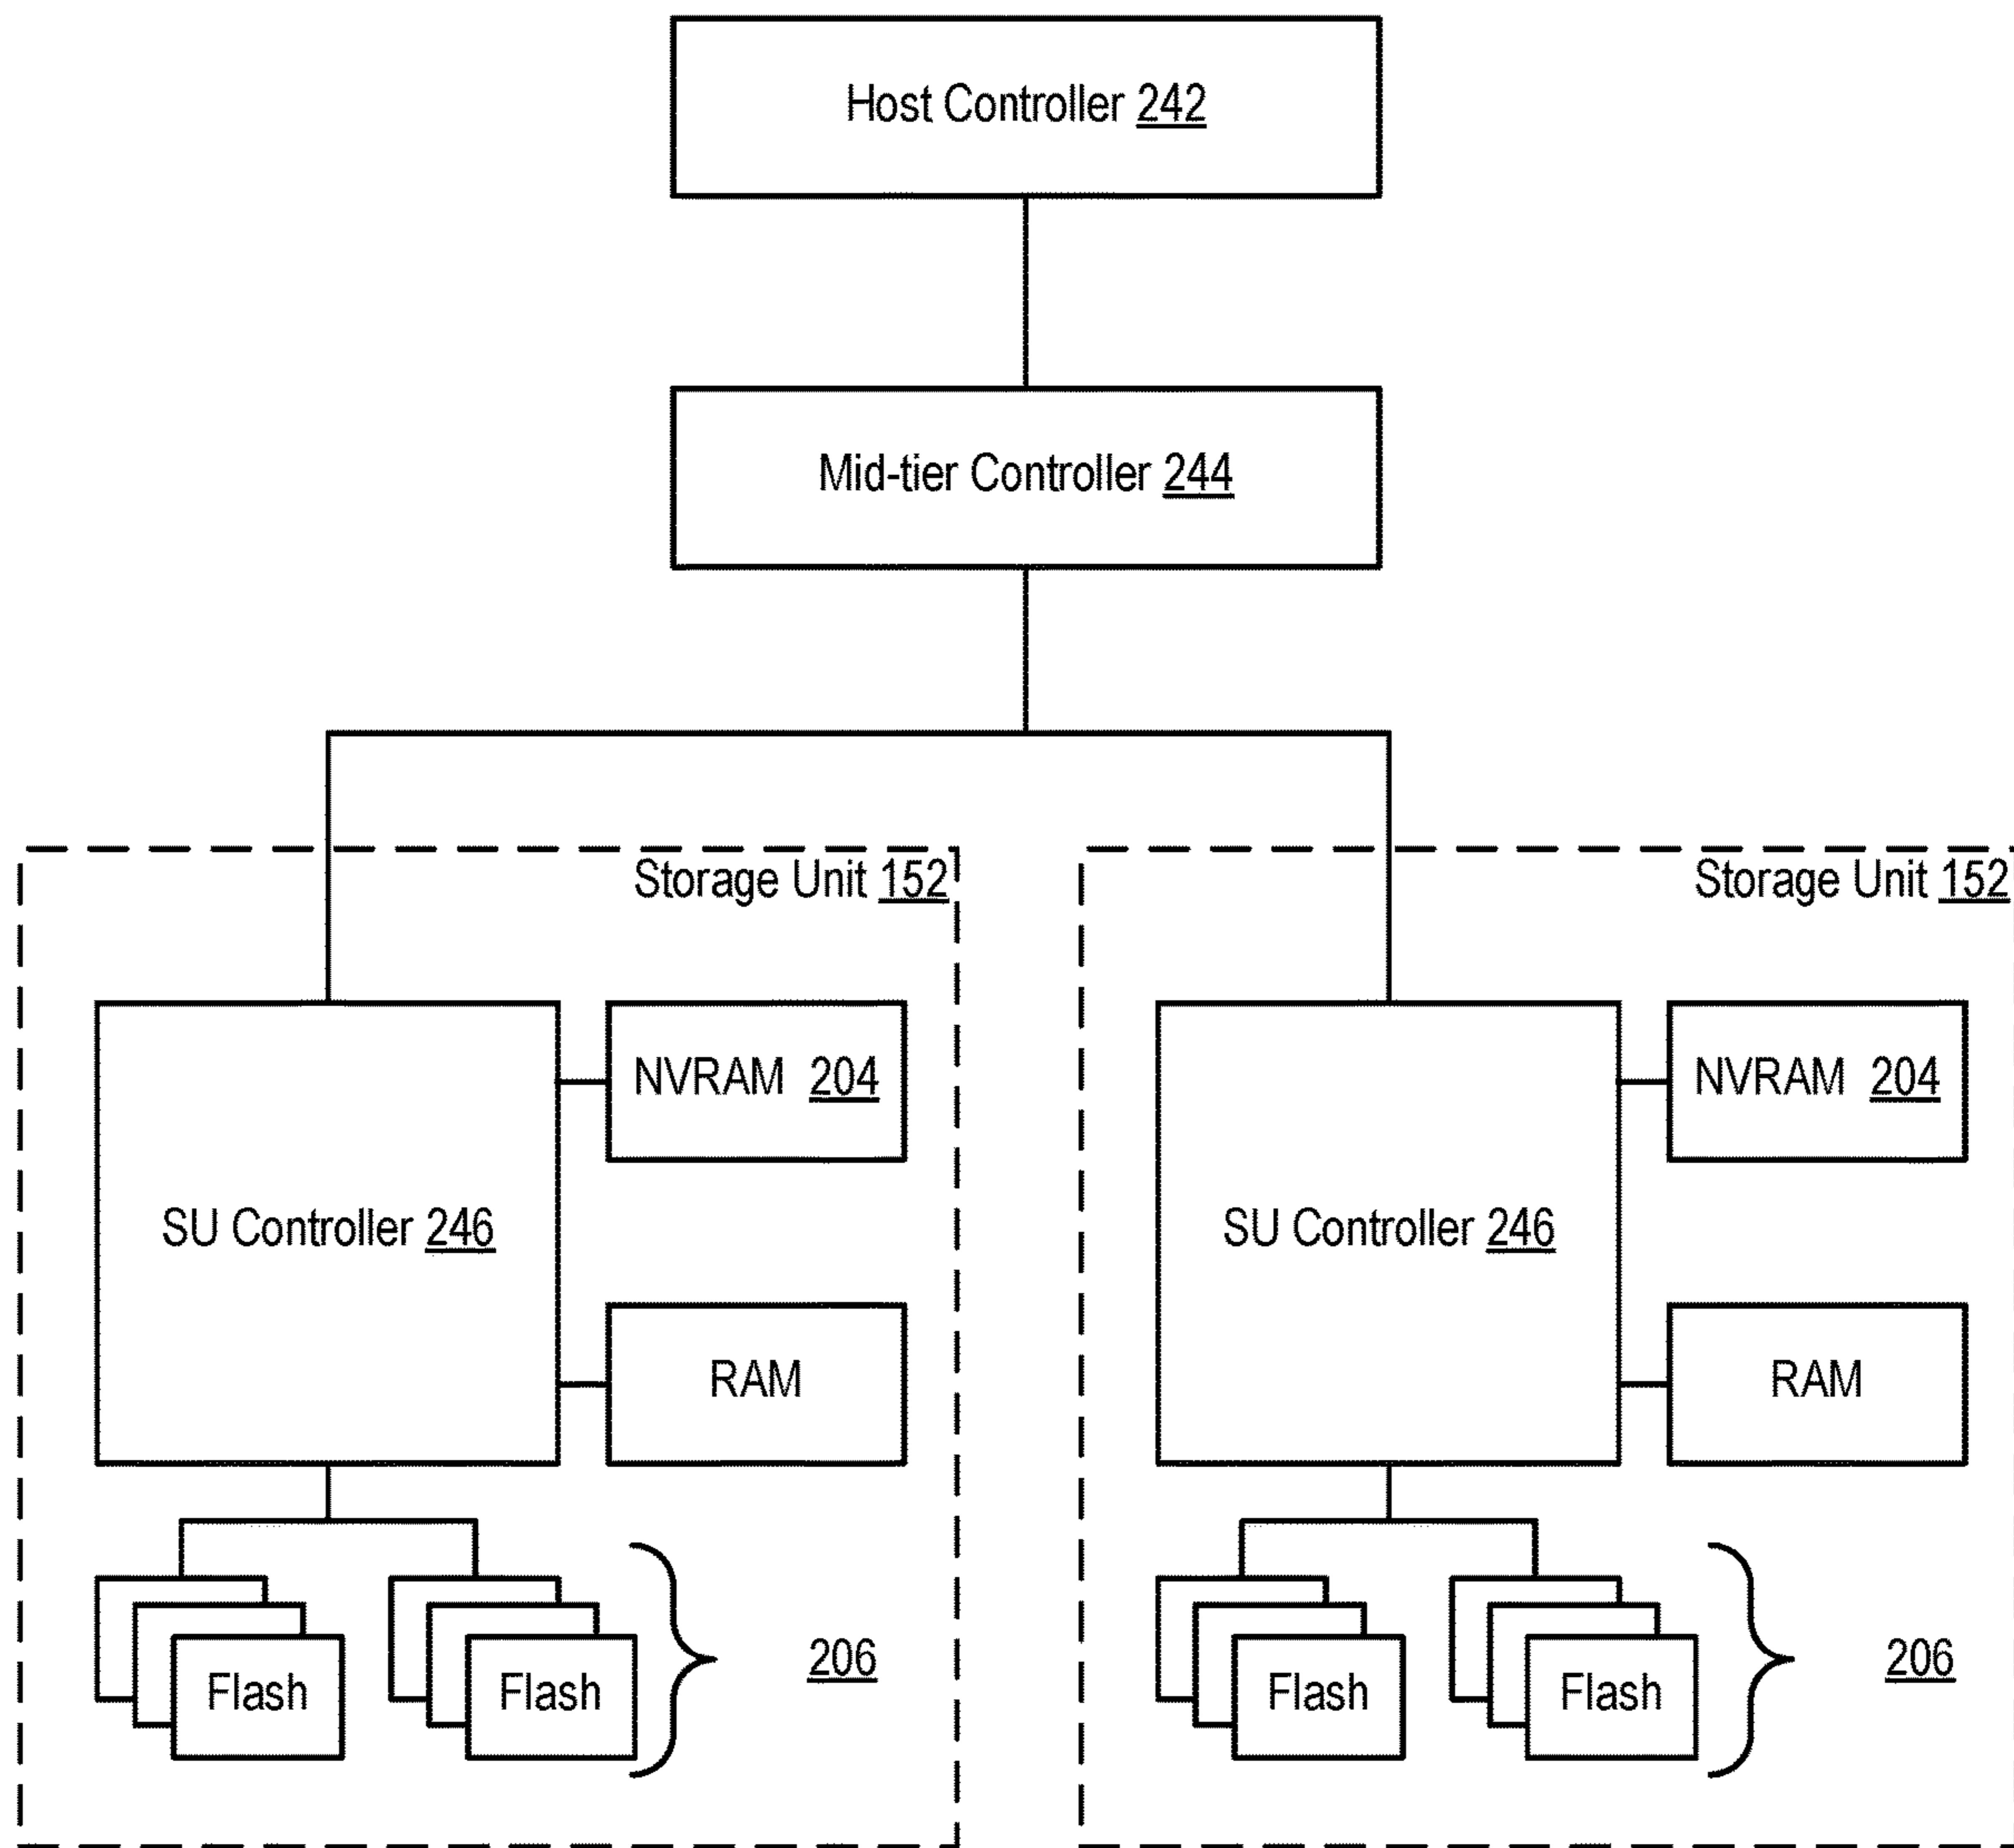 Host Controller 242
Mid-tier Controller 244
Storage Unit 152
SU Controller 246
NVRAM 204
RAM
Flash
Flash
206
Storage Unit 152
SU Controller 246
NVRAM 204
RAM
Flash
Flash
206